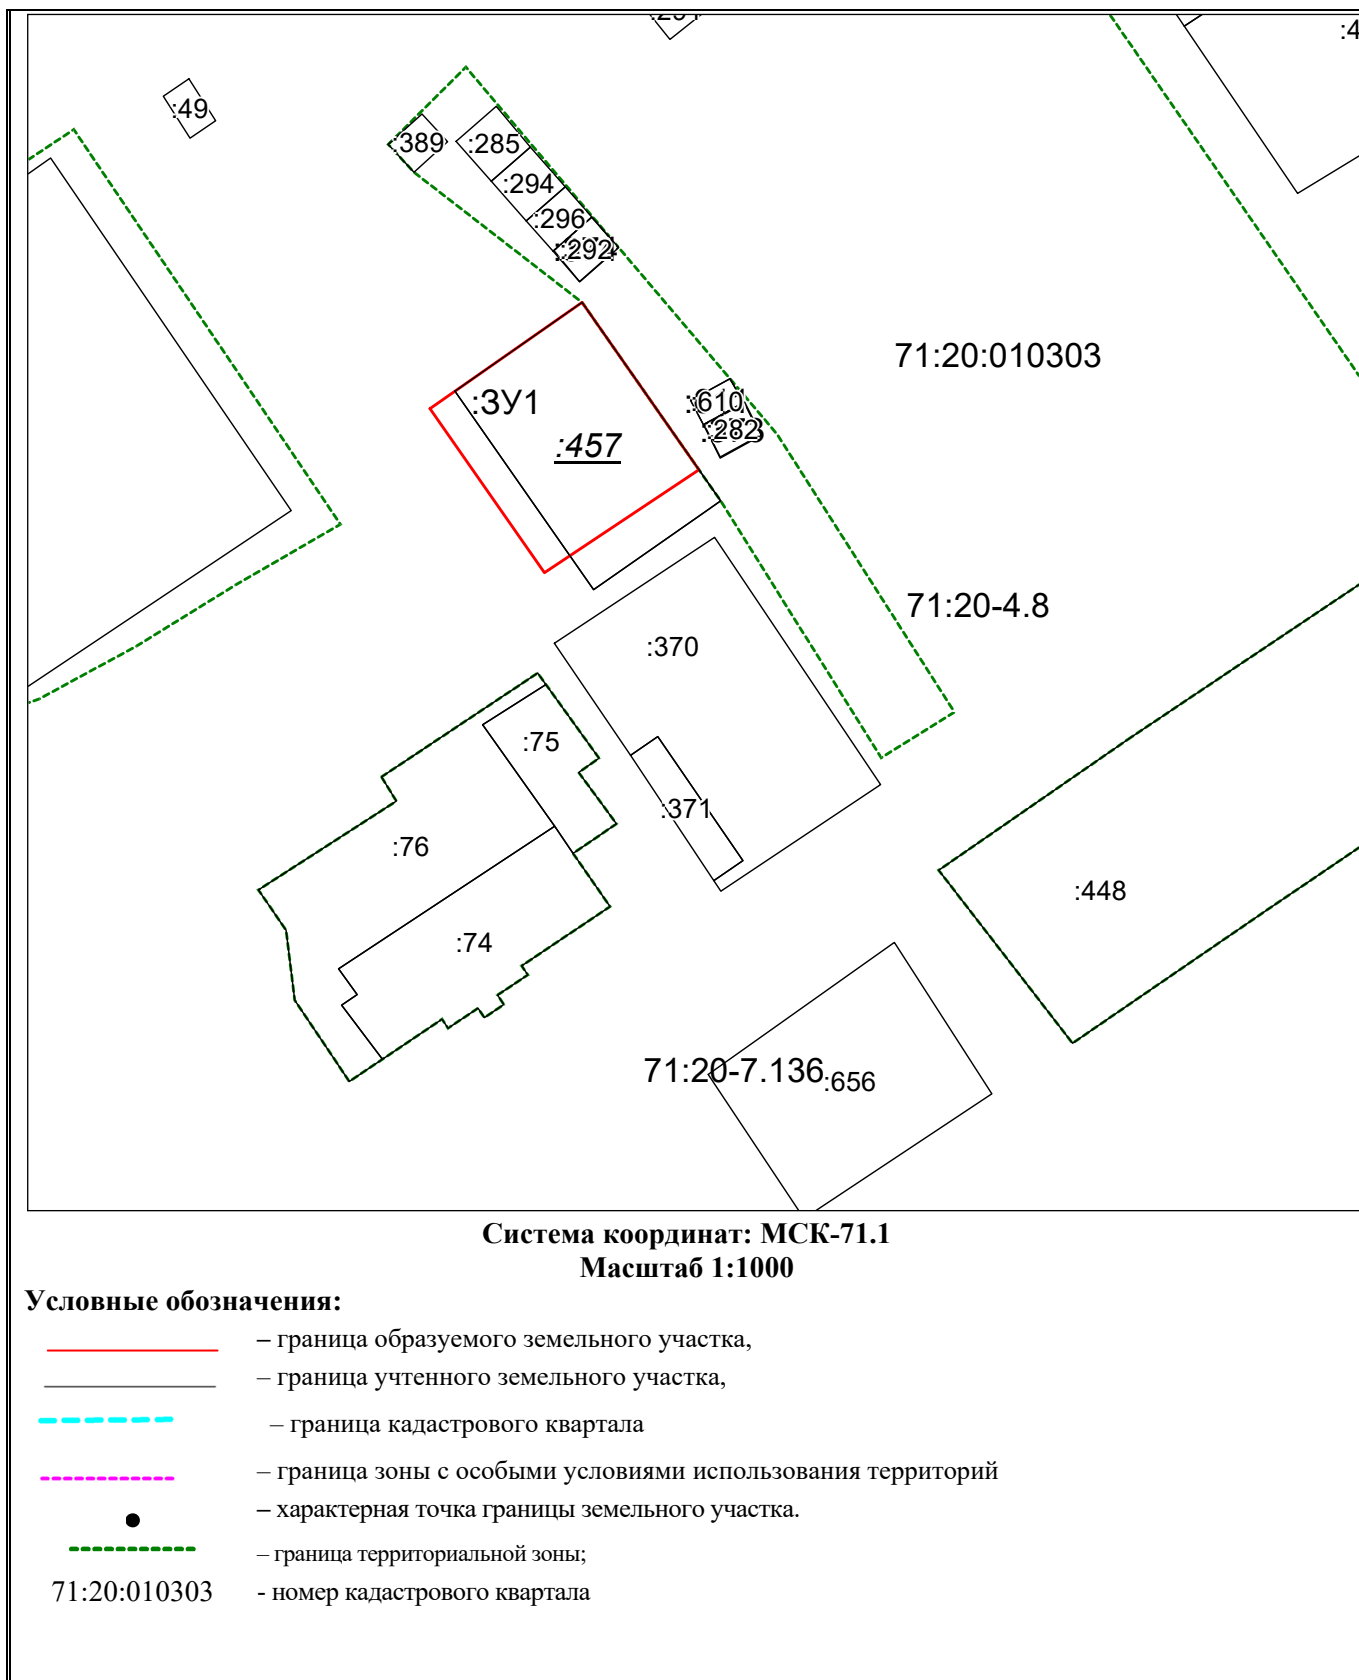 :49
:389
:285
:294
:296
:292
71:20:010303
:ЗУ1
:610
:282
:457
71:20-4.8
:370
:75
:371
:76
:448
:74
71:20-7.136
:656
Система координат: МСК-71.1
Масштаб 1:1000
Условные обозначения:
– граница образуемого земельного участка,
– граница учтенного земельного участка,
– граница кадастрового квартала
– граница зоны с особыми условиями использования территорий
– характерная точка границы земельного участка.
– граница территориальной зоны;
71:20:010303 - номер кадастрового квартала